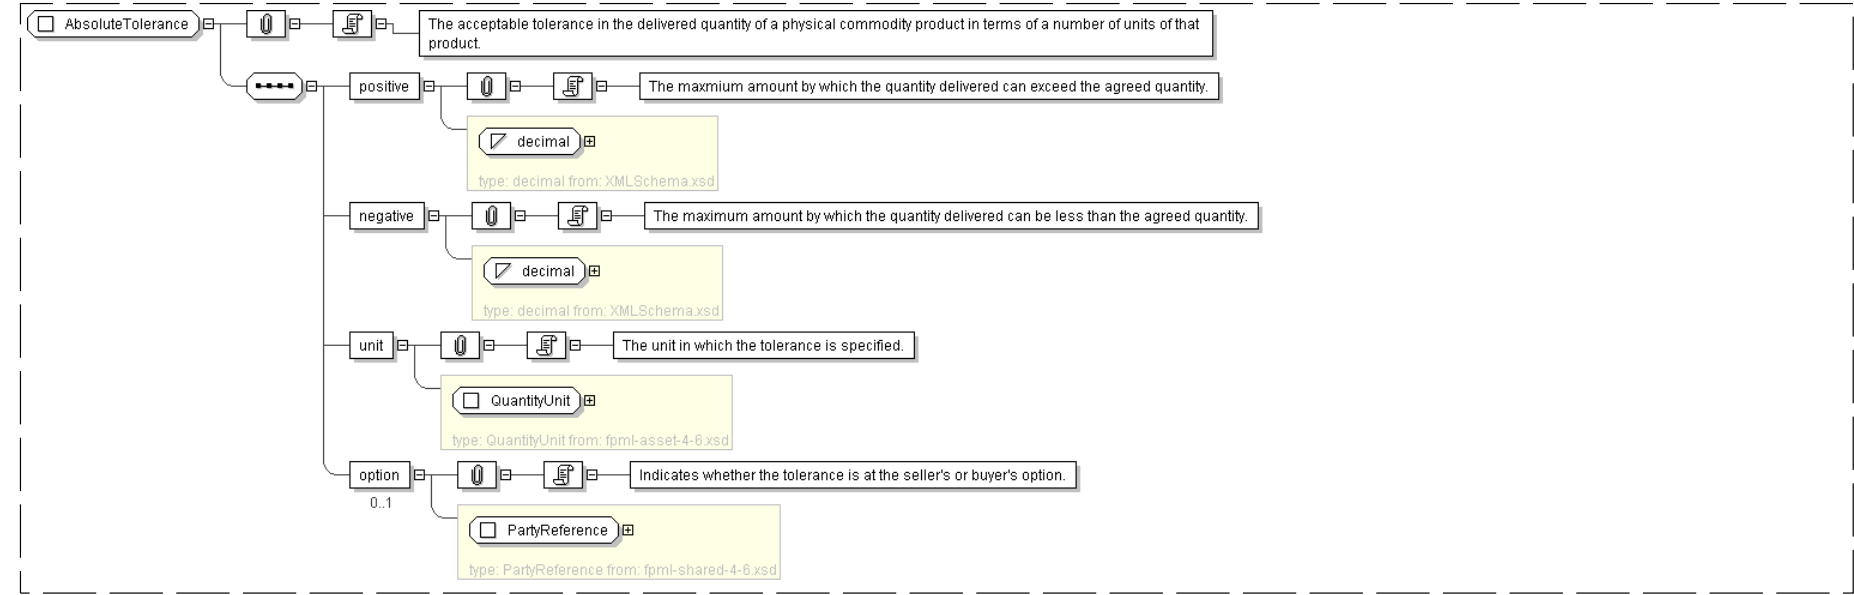 AbsoluteTolerance
The acceptable tolerance in the delivered quantity of a physical commodity product in terms of a number of units of that
product.
positive
The maxmium amount by which the quantity delivered can exceed the agreed quantity.
decimal
type: decimal from: XMLSchema.xsd
negative
The maximum amount by which the quantity delivered can be less than the agreed quantity.
decimal
type: decimal from: XMLSchema.xsd
unit
The unit in which the tolerance is specified.
QuantityUnit
type: QuantityUnit from: fpml-asset-4-6.xsd
option
Indicates whether the tolerance is at the seller's or buyer's option.
0..1
PartyReference
type: PartyReference from: fpml-shared-4-6.xsd